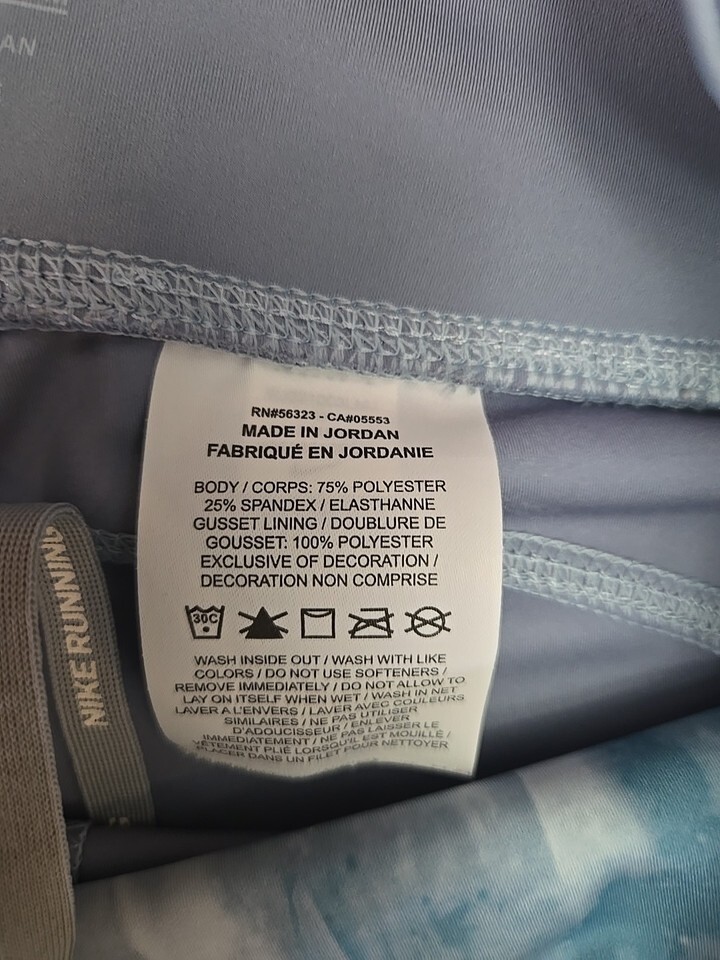 AN
RN#56323 - CA#05553
MADE IN JORDAN
FABRIQUÉ EN JORDANIE
BODY / CORPS: 75% POLYESTER
25% SPANDEX / ELASTHANNE
GUSSET LINING / DOUBLURE DE
GOUSSET: 100% POLYESTER
EXCLUSIVE OF DECORATION /
DECORATION NON COMPRISE
30C
WASH INSIDE OUT / WASH WITH LIKE
COLORS / DO NOT USE SOFTENERS /
REMOVE IMMEDIATELY / DO NOT ALLOW TO
LAY ON ITSELF WHEN WET / WASH IN NET
LAVER A L'ENVERS / LAVER AVEC COULEURS
SIMILAIRES / NE PAS UTILISER
D'ADOUCISSEUR / ENLEVER
IMMEDIATEMENT / NE PAS LAISSER LE
VÊTEMENT PLIÉ LORSQU'IL EST MOUILLÉ /
PLACER DANS UN FILET POUR NETTOYER
NIKE RUNNING